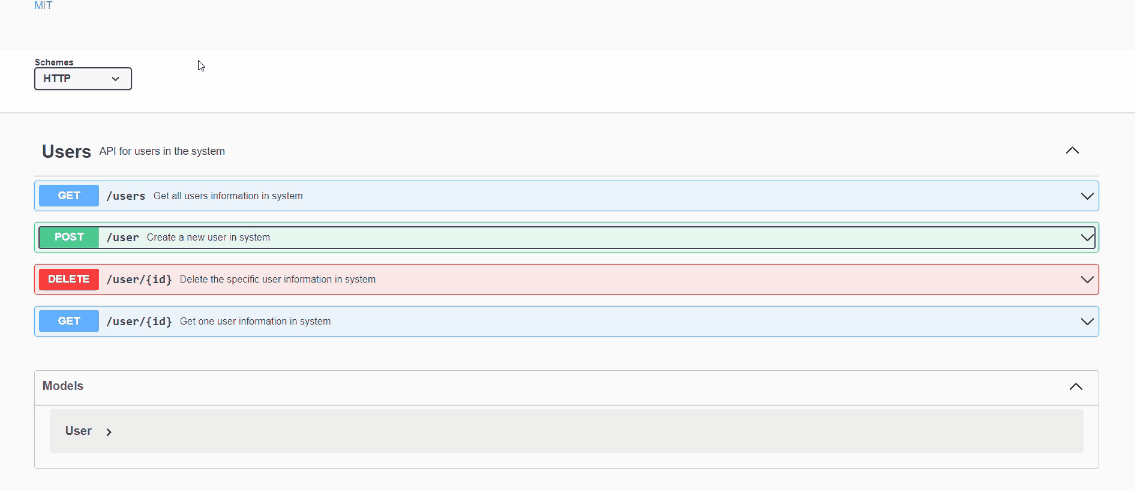 MIT
Schemes
HTTP
Users API for users in the system
GET /users Get all users information in system
POST /user Create a new user in system
DELETE /user/{id} Delete the specific user information in system
GET /user/{id} Get one user information in system
Models
User